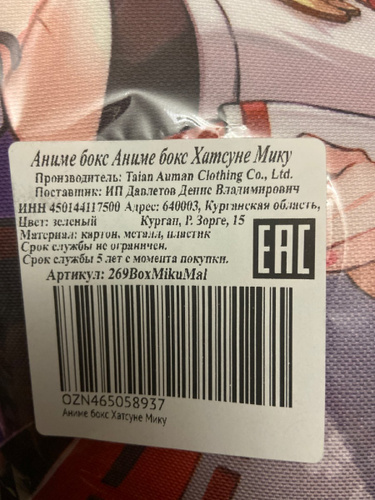 Аниме бокс Аниме бокс Хатсуне Мику
Производитель: Taian Auman Clothing Co., Ltd.
Поставщик: ИП Давлетов Денис Владимирович
ИНН 450144117500 Адрес: 640003, Курганская область,
Цвет: зеленый Курган, Р. Зорге, 15
Материал: картон, металл, пластик
Срок службы не ограничен.
Срок службы 5 лет с момента покупки.
EAC
Артикул: 269BoxMikuMal
OZN465058937
Аниме бокс Хатсуне Мику